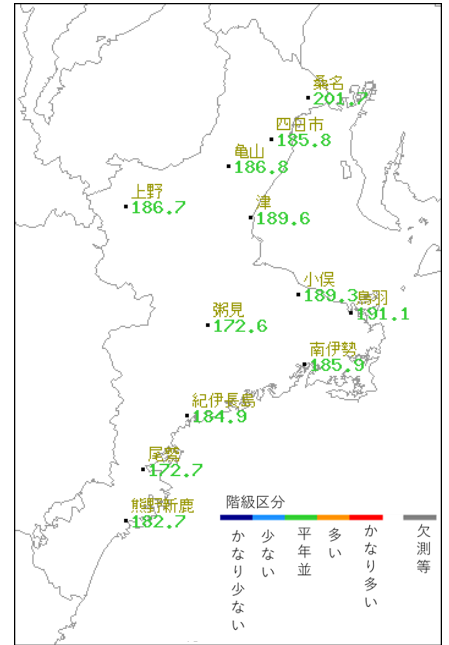 桑名
201.7
四日市
185.8
亀山
186.8
上野
186.7
津
189.6
小俣
189.3
鳥羽
191.1
粥見
172.6
南伊勢
185.9
紀伊長島
184.9
尾鷲
172.7
熊野新鹿
182.7
階級区分
かなり少ない
少ない
平年並
多い
かなり多い
欠測等